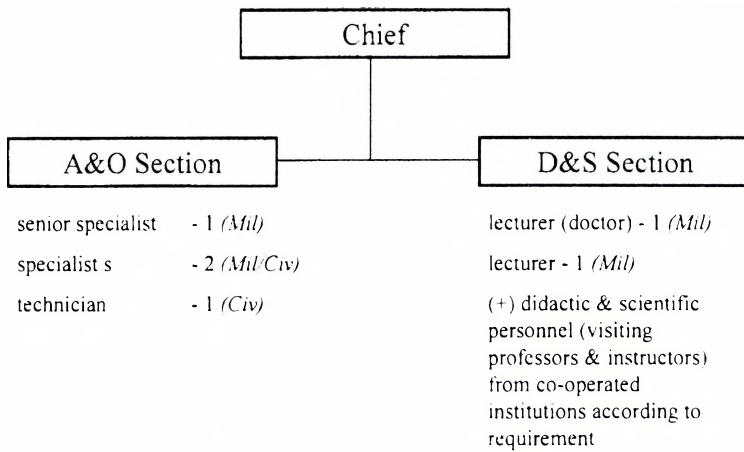 Chief
A&O Section
senior specialist - 1 (Mil)
specialist s - 2 (Mil/Civ)
technician - 1 (Civ)
D&S Section
lecturer (doctor) - 1 (Mil)
lecturer - 1 (Mil)
(+) didactic & scientific
personnel (visiting
professors & instructors)
from co-operated
institutions according to
requirement